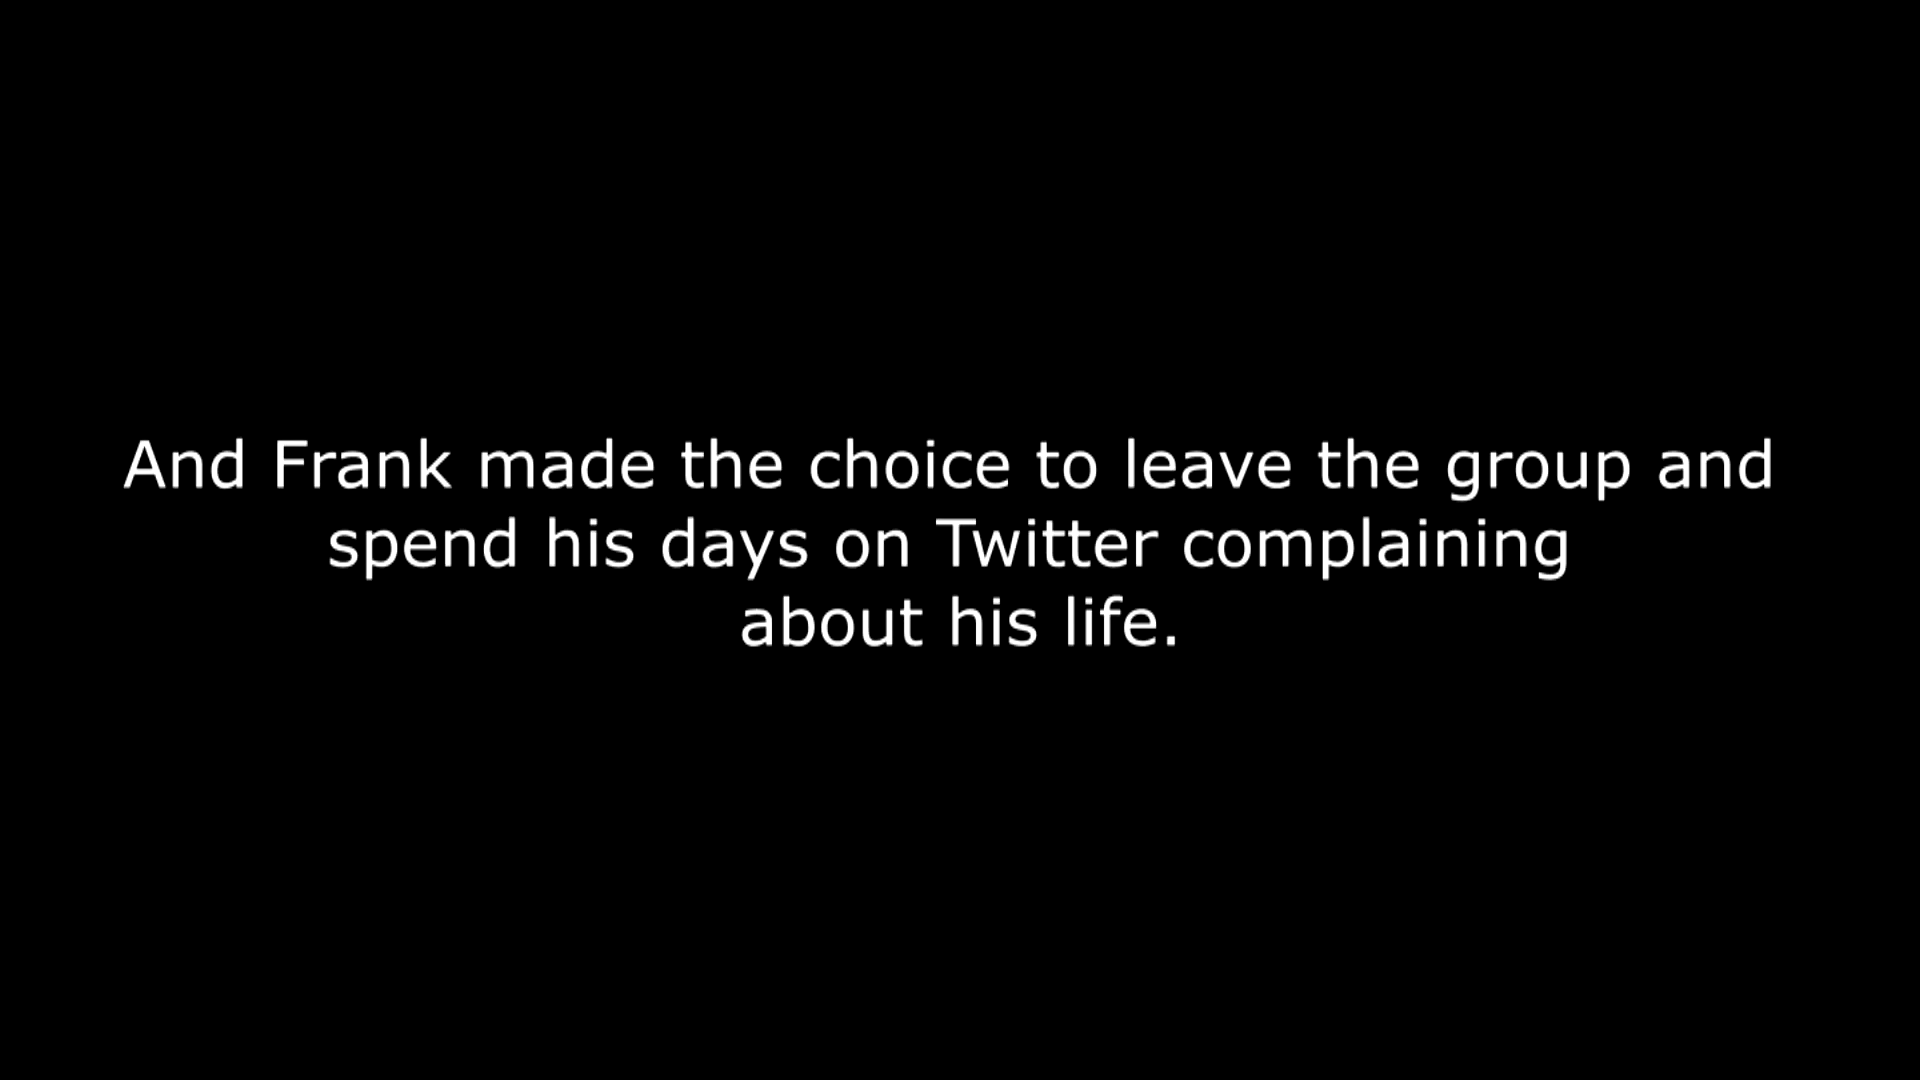 And Frank made the choice to leave the group and
spend his days on Twitter complaining
about his life.